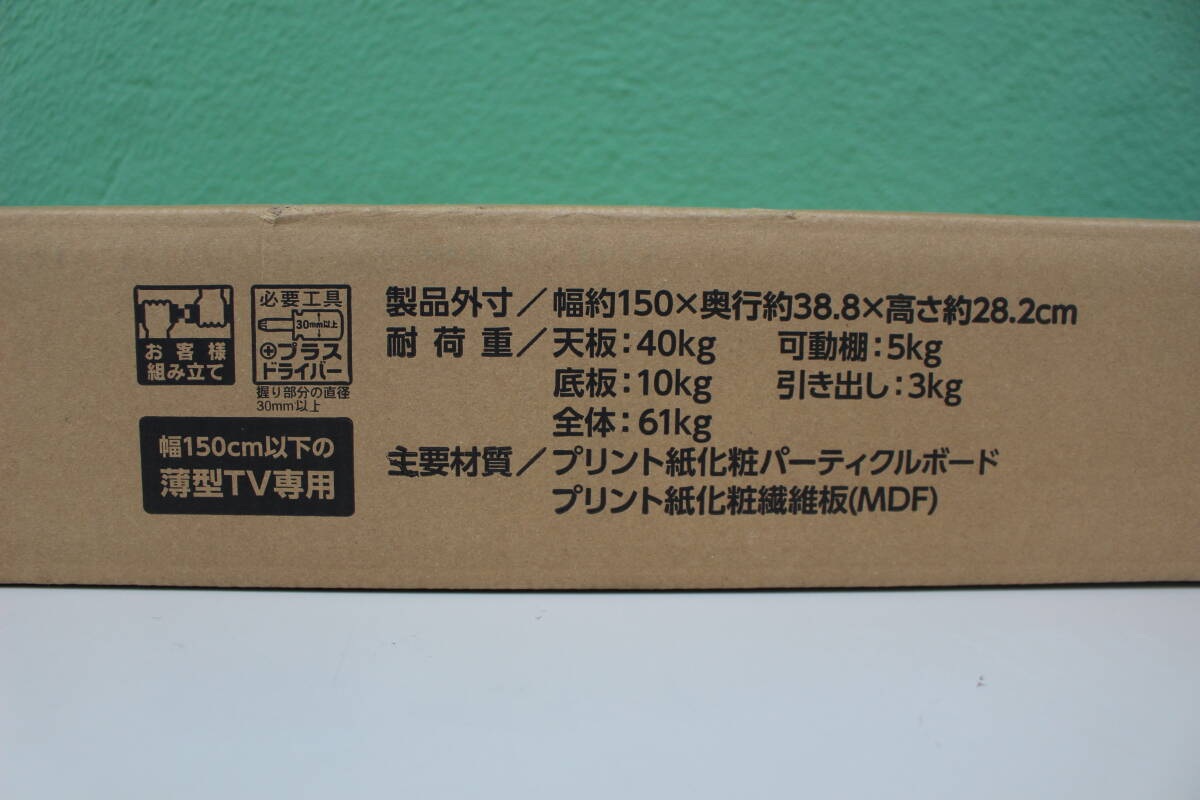 お客様
組み立て
必要工具
30mm以上
⊕プラス
ドライバー
握り部分の直径
30mm以上
幅150cm以下の
薄型TV専用
製品外寸／幅約150×奥行約38.8×高さ約28.2cm
耐荷重／天板：40kg 可動棚：5kg
底板：10kg 引き出し：3kg
全体：61kg
主要材質／プリント紙化粧パーティクルボード
プリント紙化粧繊維板(MDF)